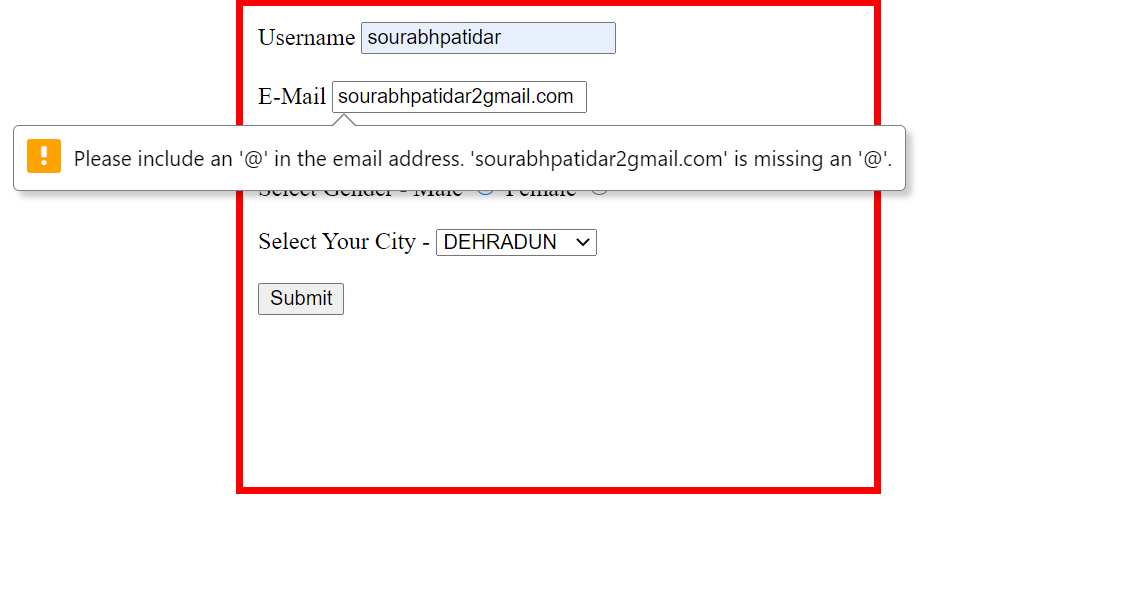 Username sourabhpatidar
E-Mail sourabhpatidar2gmail.com
! Please include an '@' in the email address. 'sourabhpatidar2gmail.com' is missing an '@'.
Select Gender - Male Female
Select Your City - DEHRADUN
Submit